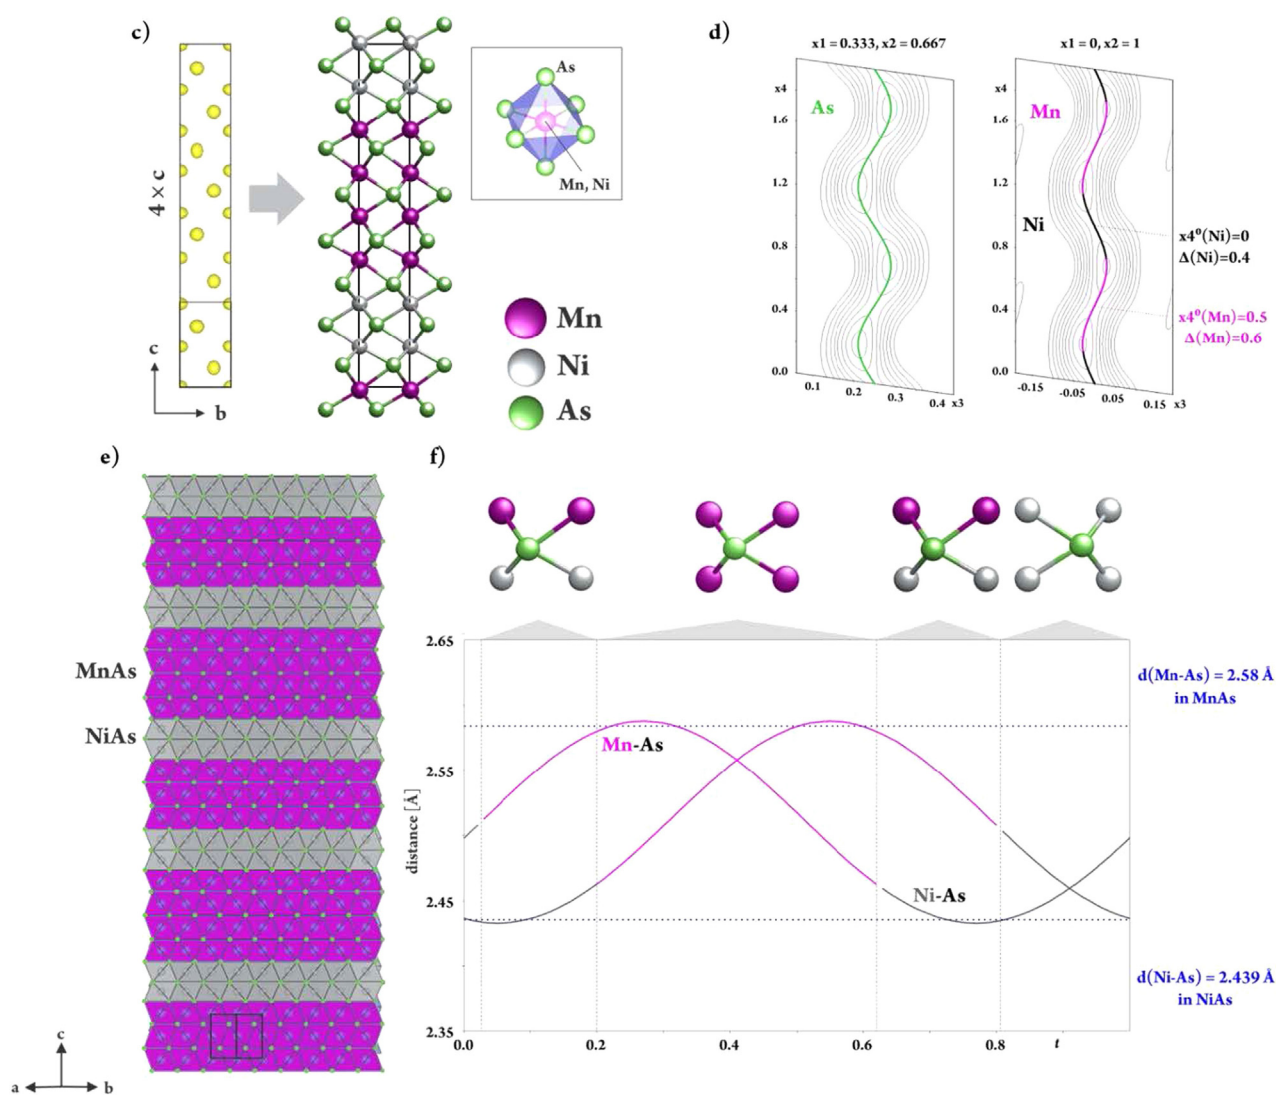 c)
4 × c
c
b
As
Mn, Ni
Mn
Ni
As
d)
x1 = 0.333, x2 = 0.667
x4
1.6
1.2
0.8
0.4
0.0
As
0.1
0.2
0.3
0.4 x3
x1 = 0, x2 = 1
x4
1.6
1.2
0.8
0.4
0.0
Mn
Ni
x4⁰(Ni)=0
Δ(Ni)=0.4
x4⁰(Mn)=0.5
Δ(Mn)=0.6
-0.15
-0.05
0.05
0.15 x3
e)
MnAs
NiAs
c
a
b
f)
2.65
2.55
2.45
2.35
distance [Å]
Mn-As
Ni-As
d(Mn-As) = 2.58 Å
in MnAs
d(Ni-As) = 2.439 Å
in NiAs
0.0
0.2
0.4
0.6
0.8
t